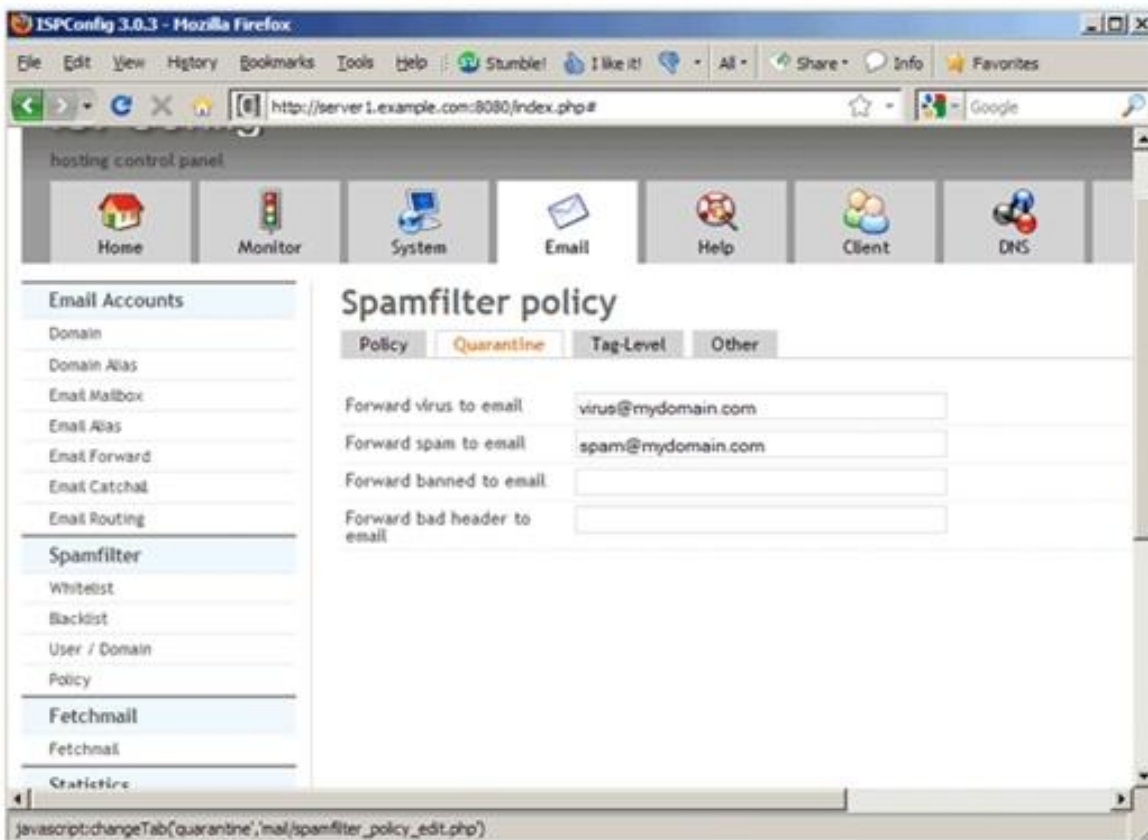 ISPConfig 3.0.3 - Mozilla Firefox
File Edit View History Bookmarks Tools Help Stumble! I like it! All Share Info Favorites
http://server1.example.com:8080/index.php# Google
hosting control panel
Home Monitor System Email Help Client DNS
Email Accounts
Domain
Domain Alias
Email Mailbox
Email Alias
Email Forward
Email Catchall
Email Routing
Spamfilter
Whitelist
Blacklist
User / Domain
Policy
Fetchmail
Fetchmail
Statistics
Spamfilter policy
Policy Quarantine Tag-Level Other
Forward virus to email virus@mydomain.com
Forward spam to email spam@mydomain.com
Forward banned to email
Forward bad header to
email
javascript:changeTab('quarantine','mail/spamfilter_policy_edit.php')